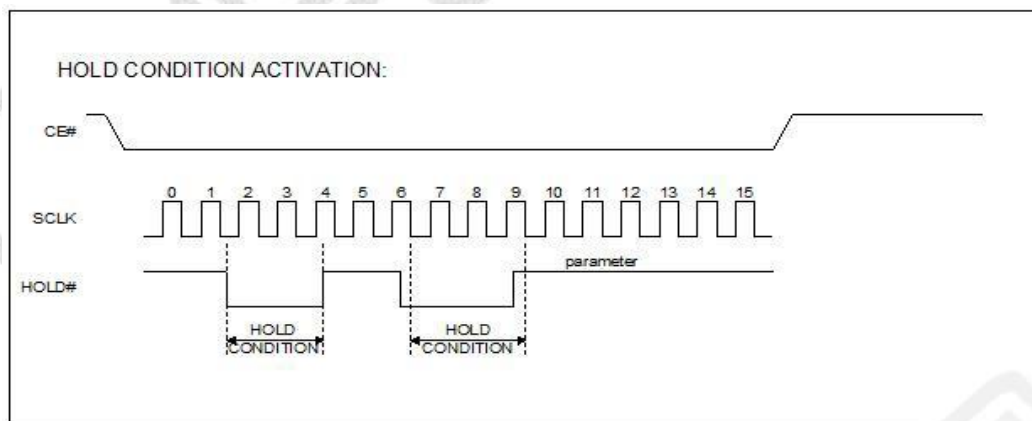 HOLD CONDITION ACTIVATION:
CE#
0 1 2 3 4 5 6 7 8 9 10 11 12 13 14 15
SCLK
parameter
HOLD#
HOLD HOLD
CONDITION CONDITION